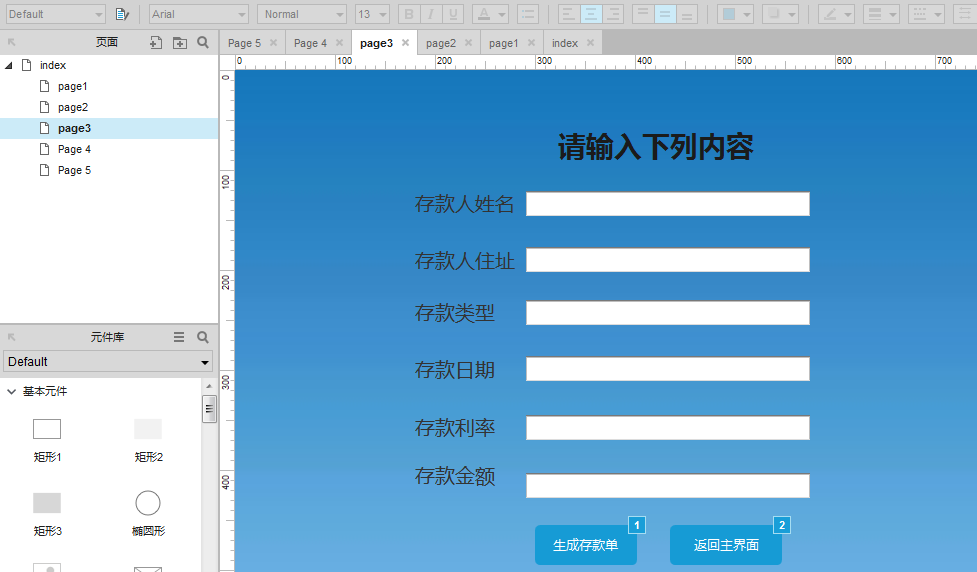 Default Arial Normal 13 B I U A
页面
Page 5 Page 4 page3 page2 page1 index
index
page1
page2
page3
Page 4
Page 5
0 100 200 300 400 500 600 700
0
100
200
300
400
元件库
Default
基本元件
矩形1 矩形2
矩形3 椭圆形
请输入下列内容
存款人姓名
存款人住址
存款类型
存款日期
存款利率
存款金额
生成存款单 1 返回主界面 2